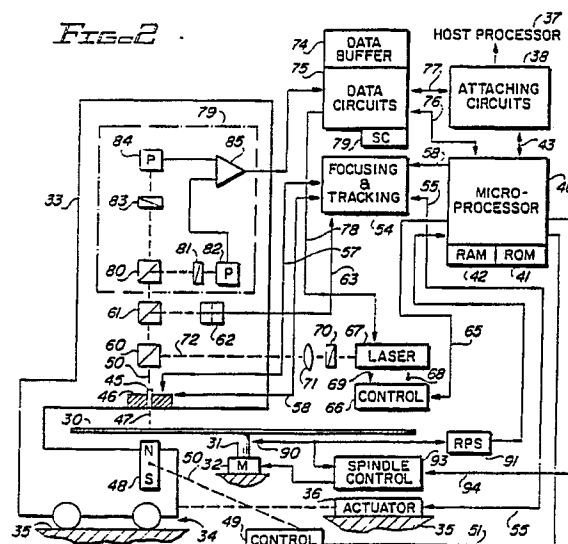 Fig. 2
37
HOST PROCESSOR
38
74
DATA BUFFER
75
DATA CIRCUITS
77
ATTACHING CIRCUITS
76
79
79
SC
43
84
P
85
58
40
33
83
FOCUSING & TRACKING
55
MICRO-PROCESSOR
54
78
57
80
81
82
P
63
RAM
ROM
42
41
61
62
60
72
70
67
LASER
65
50
71
69
68
45
46
66
CONTROL
58
47
30
31
90
93
RPS
91
32
M
SPINDLE CONTROL
N
S
48
50
36
94
ACTUATOR
35
34
35
55
49
CONTROL
51